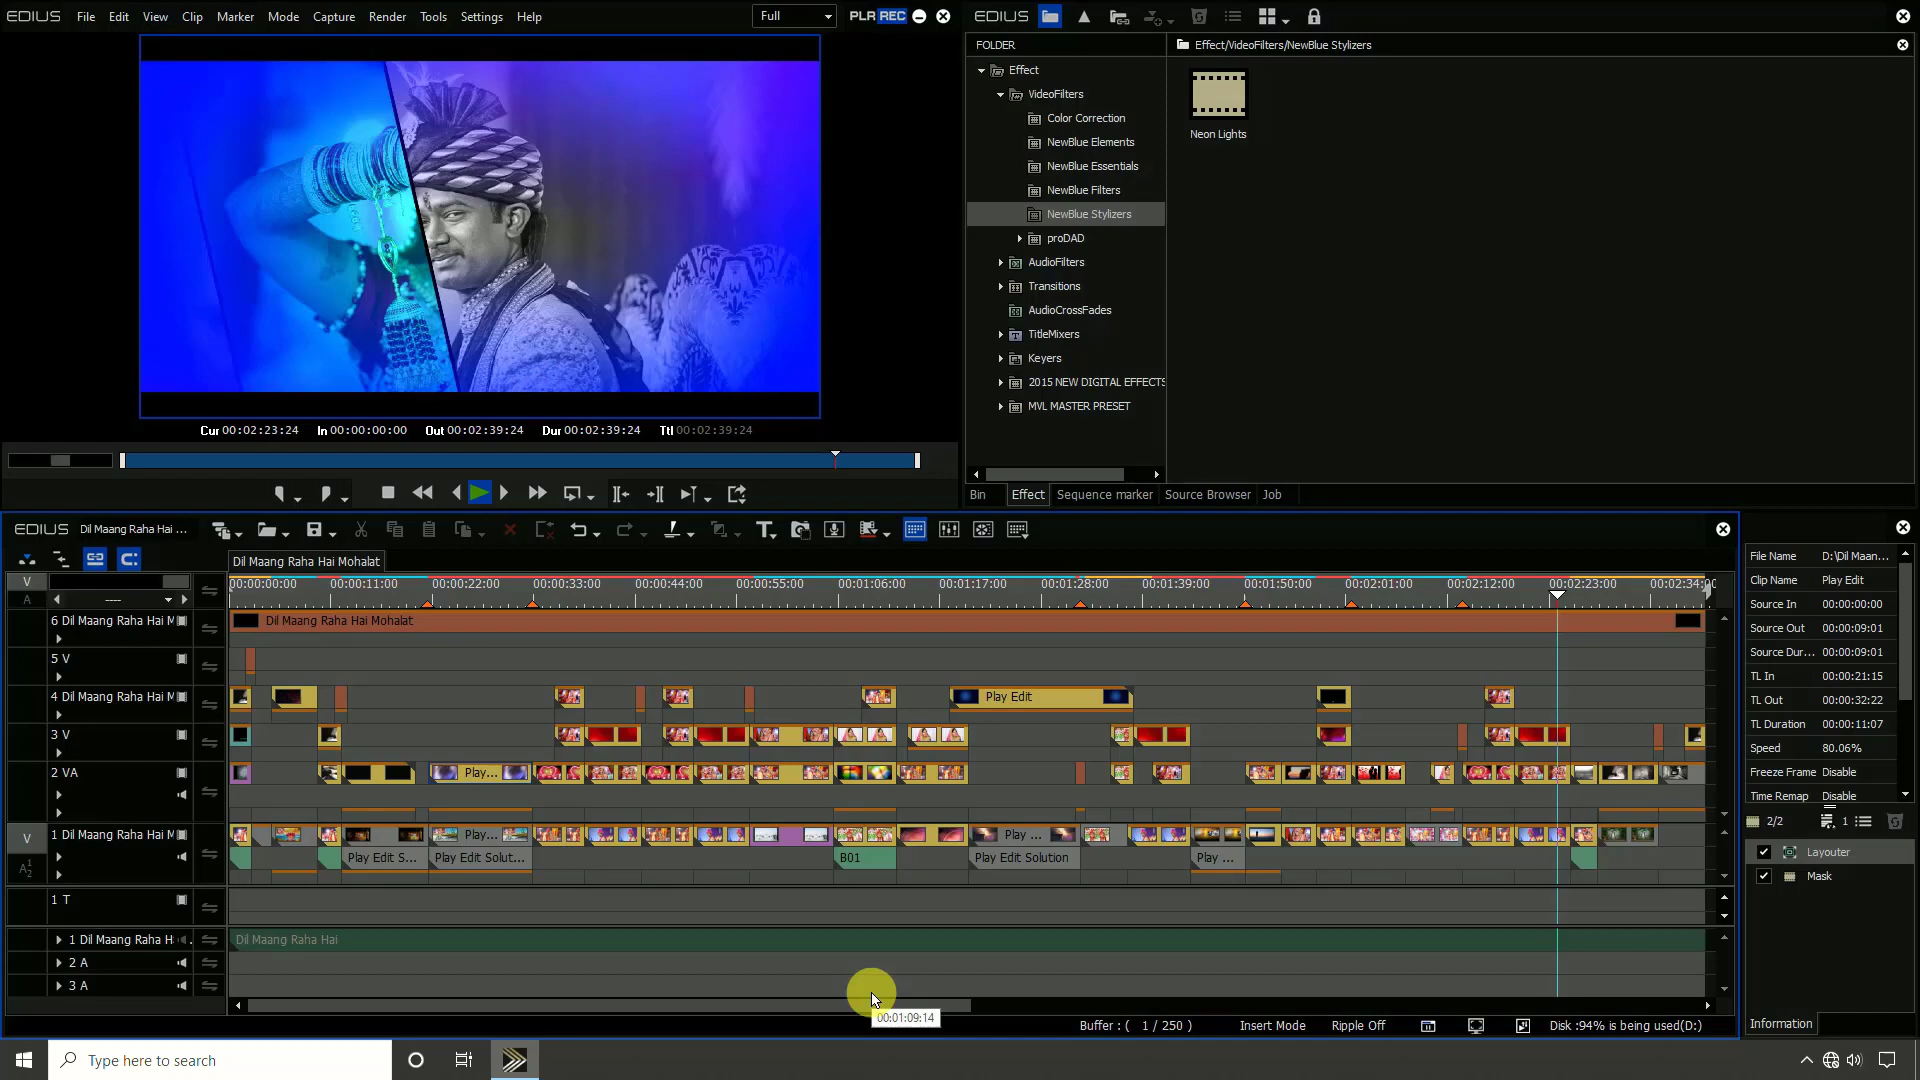 EDIUS File Edit View Clip Marker Mode Capture Render Tools Settings Help Full PLR REC
EDIUS
FOLDER
Effect/VideoFilters/NewBlue Stylizers
Effect
VideoFilters
Color Correction
NewBlue Elements
NewBlue Essentials
NewBlue Filters
NewBlue Stylizers
proDAD
AudioFilters
Transitions
AudioCrossFades
TitleMixers
Keyers
2015 NEW DIGITAL EFFECTS
MVL MASTER PRESET
Neon Lights
Cur 00:02:23:24 In 00:00:00:00 Out 00:02:39:24 Dur 00:02:39:24 Ttl 00:02:39:24
Bin Effect Sequence marker Source Browser Job
EDIUS Dil Maang Raha Hai ...
Dil Maang Raha Hai Mohalat
V
A
----
00:00:00:00 00:00:11:00 00:00:22:00 00:00:33:00 00:00:44:00 00:00:55:00 00:01:06:00 00:01:17:00 00:01:28:00 00:01:39:00 00:01:50:00 00:02:01:00 00:02:12:00 00:02:23:00 00:02:34:00
6 Dil Maang Raha Hai M
Dil Maang Raha Hai Mohalat
5 V
4 Dil Maang Raha Hai M
Play Edit
3 V
2 VA
Play...
V
1 Dil Maang Raha Hai M
Play... Play ...
A12
Play Edit S... Play Edit Solut... B01 Play Edit Solution Play ...
1 T
1 Dil Maang Raha H
Dil Maang Raha Hai
2 A
3 A
00:01:09:14
Buffer : ( 1 / 250 ) Insert Mode Ripple Off Disk :94% is being used(D:)
File Name D:\Dil Maan...
Clip Name Play Edit
Source In 00:00:00:00
Source Out 00:00:09:01
Source Dur... 00:00:09:01
TL In 00:00:21:15
TL Out 00:00:32:22
TL Duration 00:00:11:07
Speed 80.06%
Freeze Frame Disable
Time Remap Disable
2/2 1
Layouter
Mask
Information
Type here to search